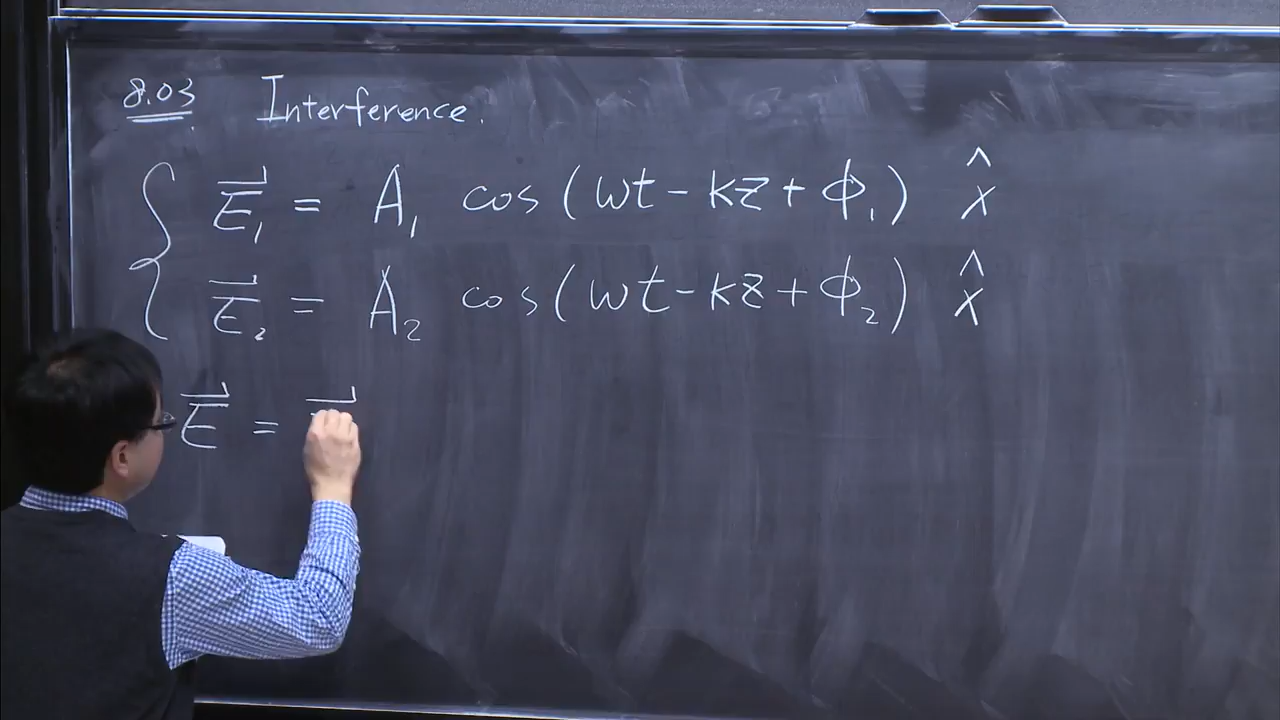 8.03 Interference.
E⃗₁ = A₁ cos(ωt - kz + φ₁) x̂
E⃗₂ = A₂ cos(ωt - kz + φ₂) x̂
E⃗ =